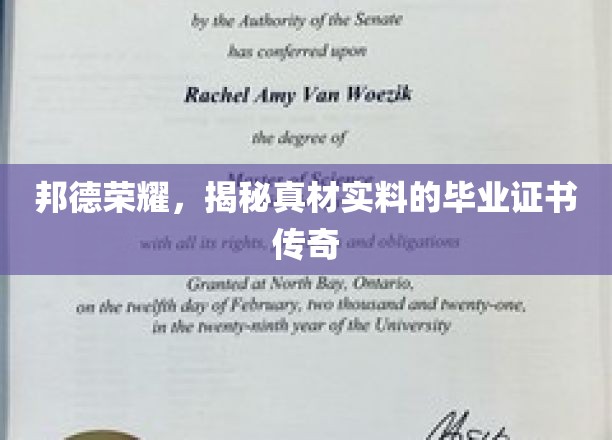 by the Authority of the Senate
has conferred upon
Rachel Amy Van Woezik
the degree of
Master of Science
邦德荣耀，揭秘真材实料的毕业证书
传奇
with all its rights, and obligations
Granted at North Bay, Ontario,
on the twelfth day of February, two thousand and twenty-one,
in the twenty-ninth year of the University